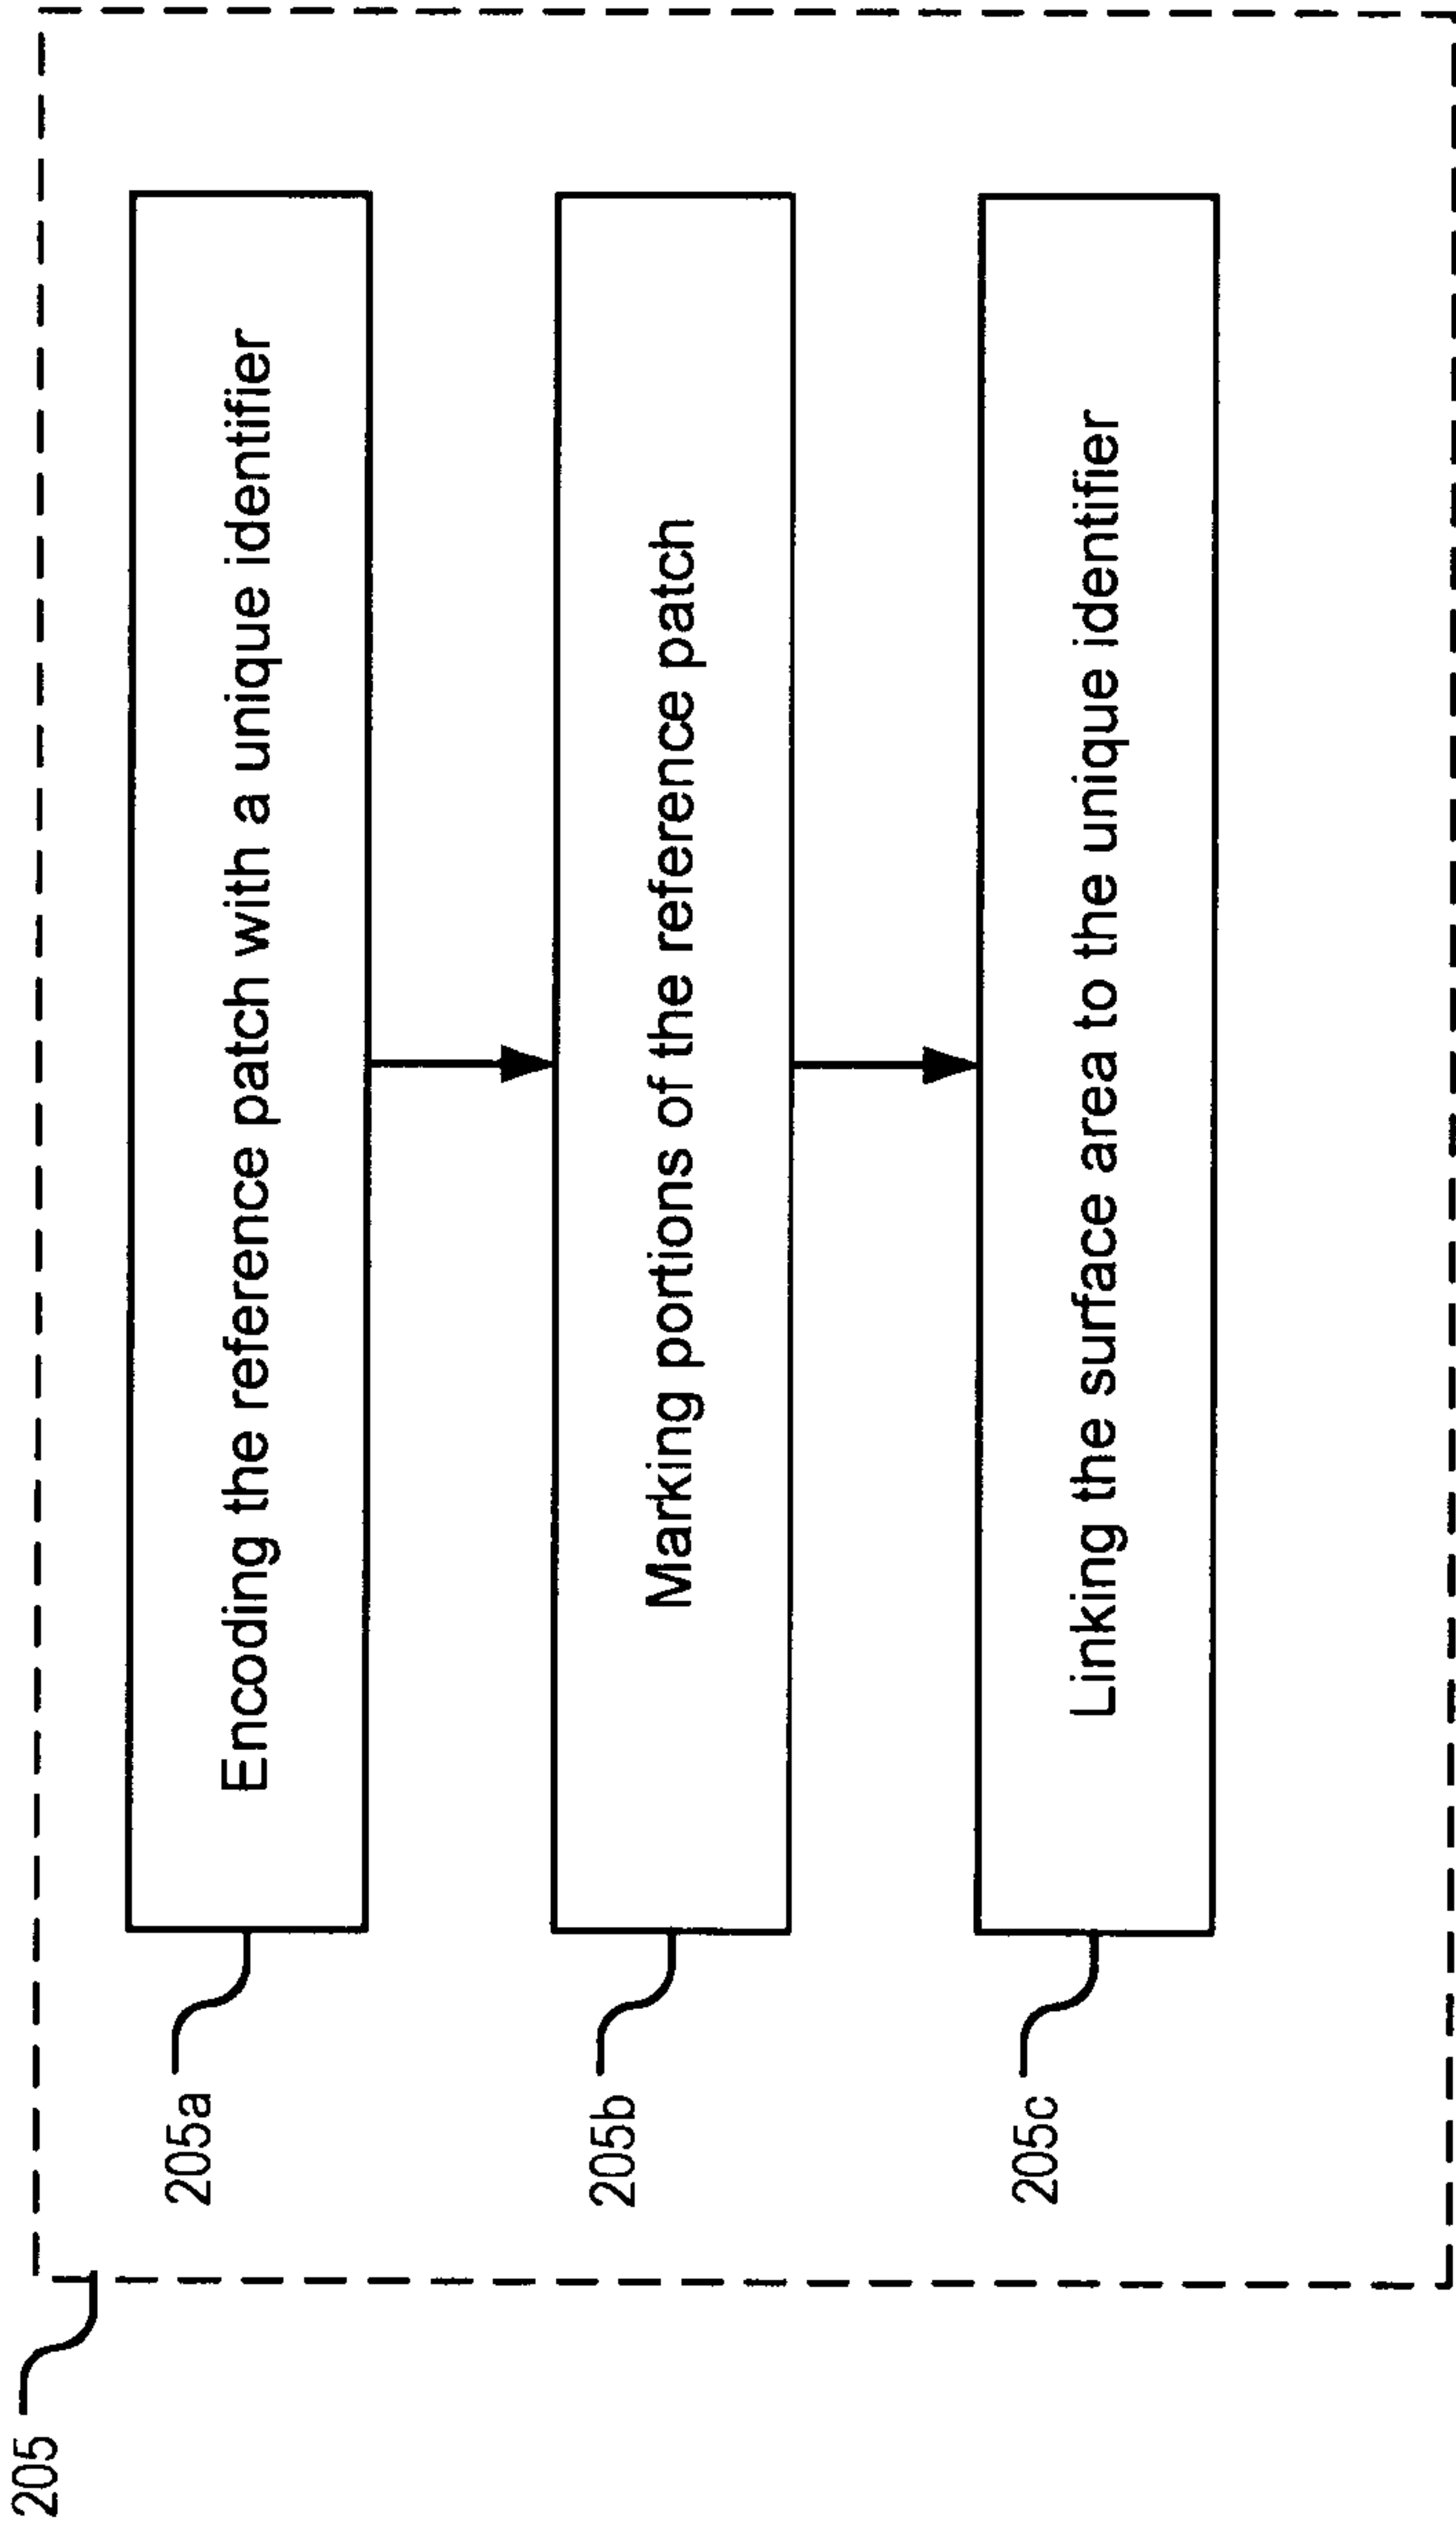 205
205a
Encoding the reference patch with a unique identifier
205b
Marking portions of the reference patch
205c
Linking the surface area to the unique identifier